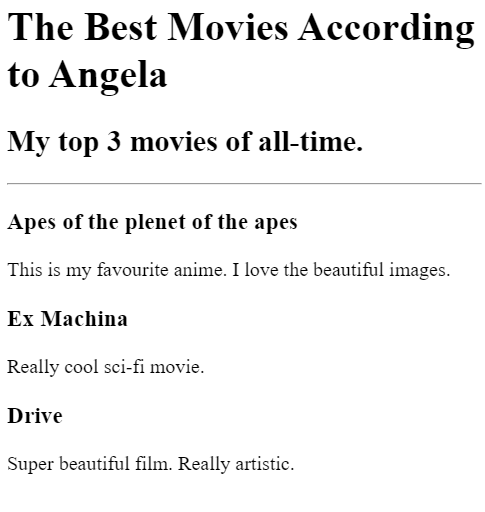 The Best Movies According
to Angela
My top 3 movies of all-time.
Apes of the plenet of the apes
This is my favourite anime. I love the beautiful images.
Ex Machina
Really cool sci-fi movie.
Drive
Super beautiful film. Really artistic.